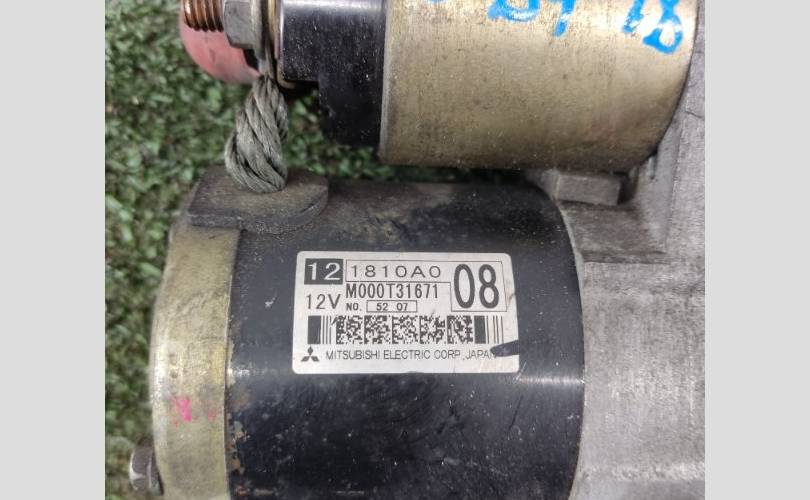 12 1810A0 08
12V M000T31671
NO. 52 07
MITSUBISHI ELECTRIC CORP., JAPAN